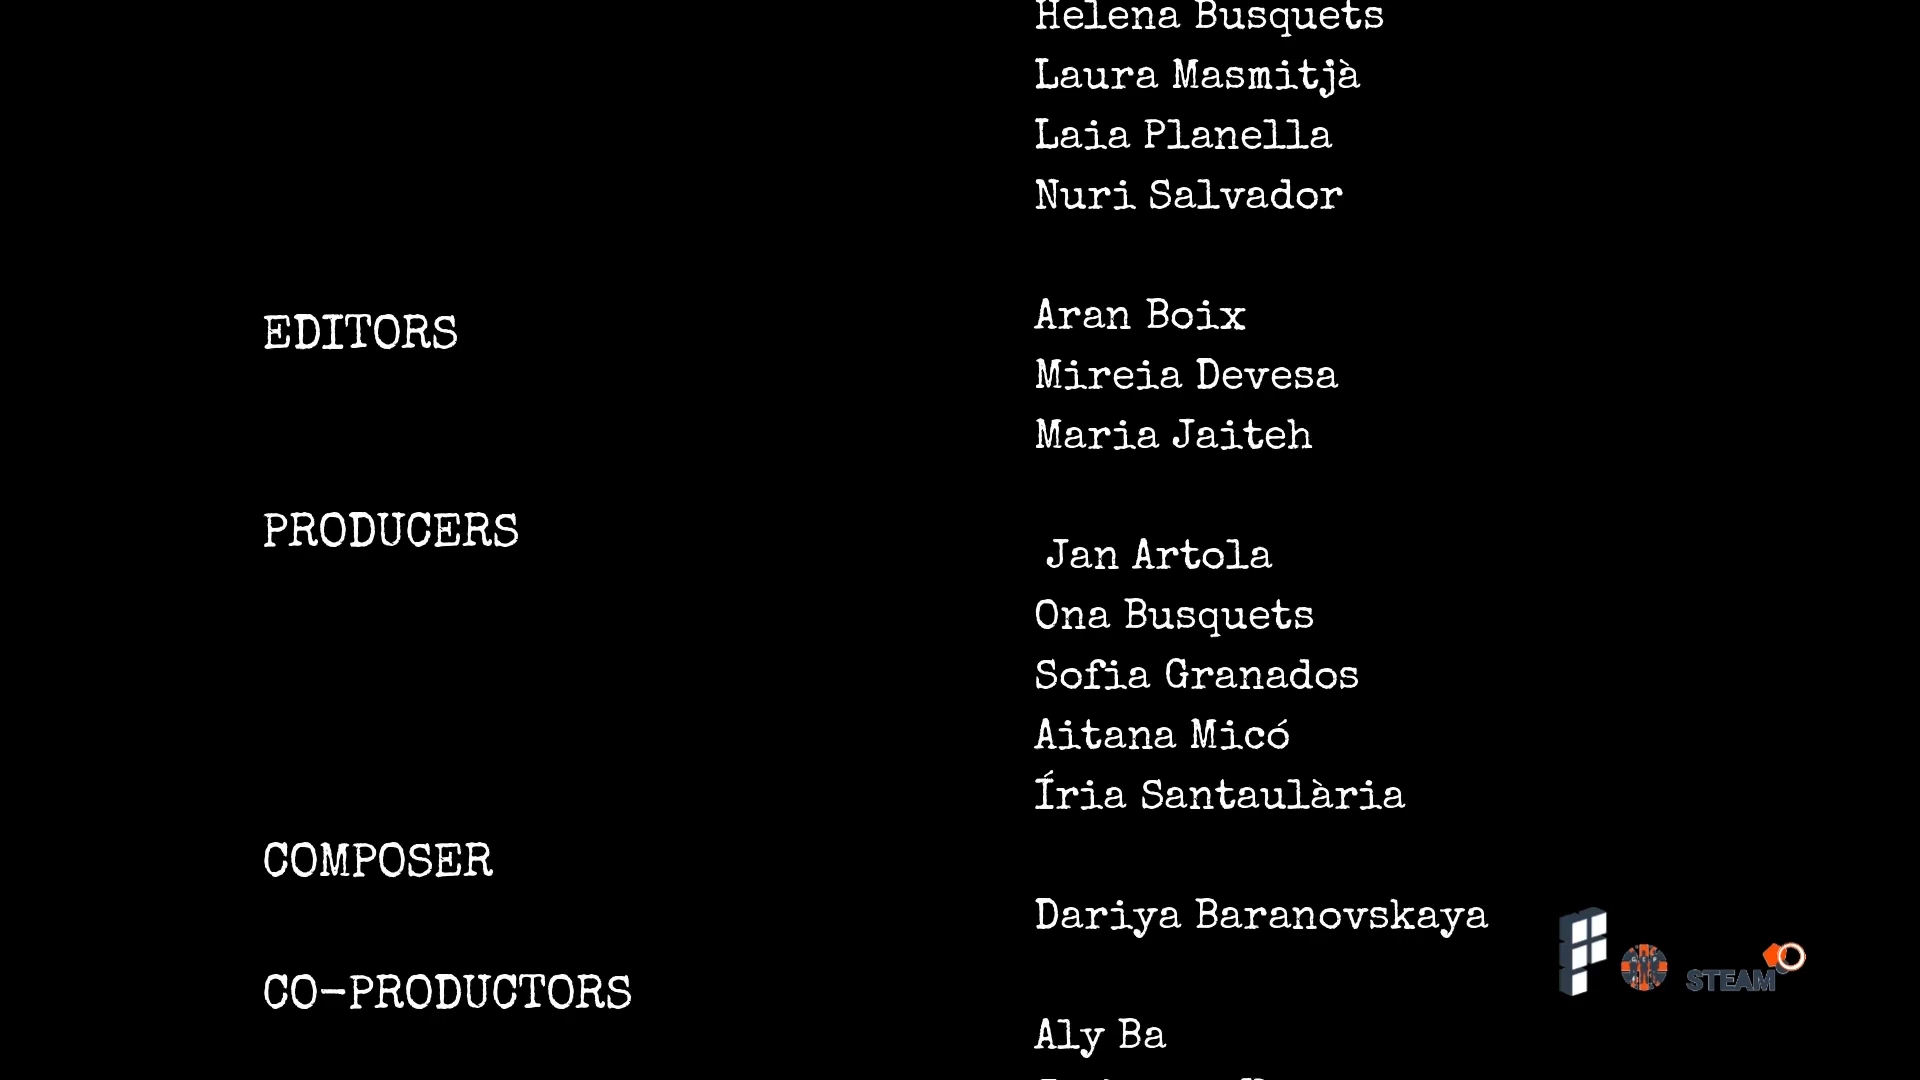 Helena Busquets
Laura Masmitjà
Laia Planella
Nuri Salvador
EDITORS
Aran Boix
Mireia Devesa
Maria Jaiteh
PRODUCERS
Jan Artola
Ona Busquets
Sofia Granados
Aitana Micó
Íria Santaulària
COMPOSER
Dariya Baranovskaya
STEAM
CO-PRODUCTORS
Aly Ba